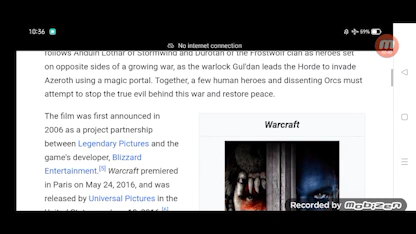 10:36
59%
No internet connection
follows Anduin Lothar of Stormwind and Durotan of the Frostwolf clan as heroes set
on opposite sides of a growing war, as the warlock Gul'dan leads the Horde to invade
Azeroth using a magic portal. Together, a few human heroes and dissenting Orcs must
attempt to stop the true evil behind this war and restore peace.
The film was first announced in
2006 as a project partnership
between Legendary Pictures and the
game's developer, Blizzard
Entertainment.[5] Warcraft premiered
in Paris on May 24, 2016, and was
released by Universal Pictures in the
Warcraft
Recorded by mobizen